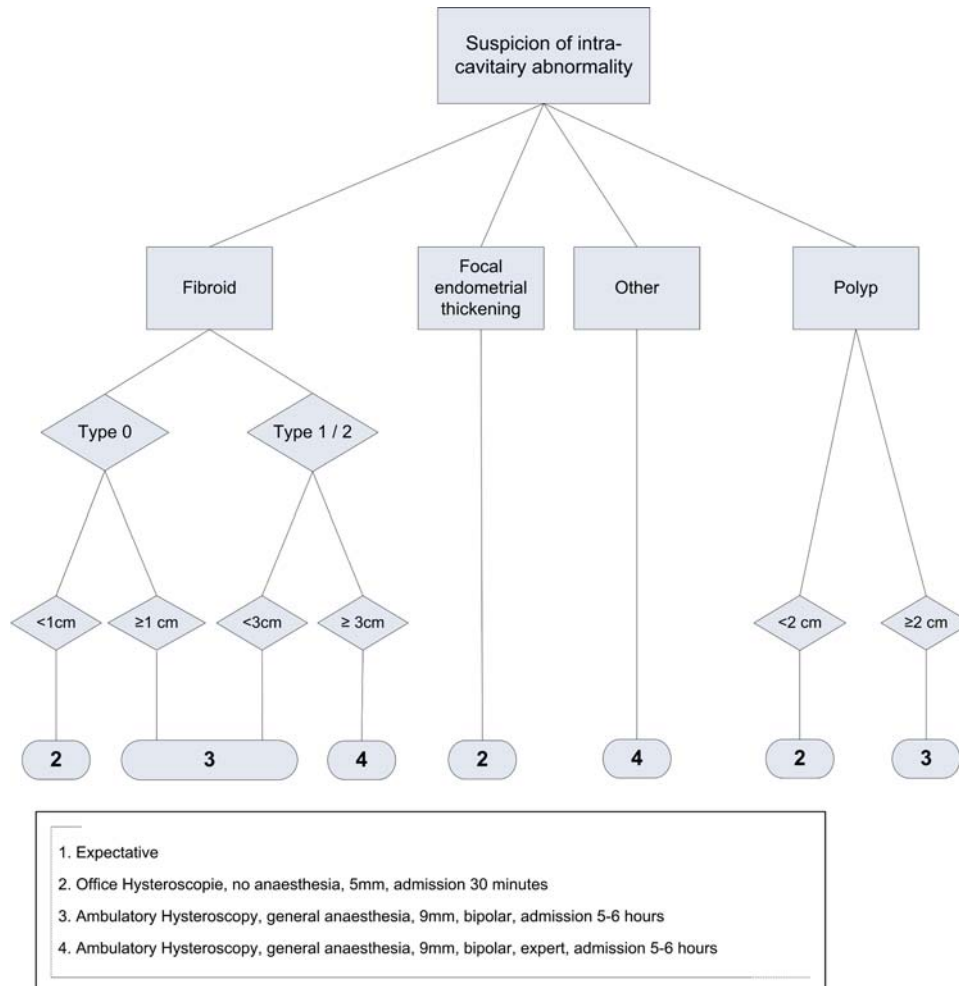 Suspicion of intra-
cavitairy abnormality
Fibroid
Focal
endometrial
thickening
Other
Polyp
Type 0
Type 1 / 2
<1cm
≥1 cm
<3cm
≥ 3cm
<2 cm
≥2 cm
2
3
4
2
4
2
3
1. Expectative
2. Office Hysteroscopie, no anaesthesia, 5mm, admission 30 minutes
3. Ambulatory Hysteroscopy, general anaesthesia, 9mm, bipolar, admission 5-6 hours
4. Ambulatory Hysteroscopy, general anaesthesia, 9mm, bipolar, expert, admission 5-6 hours